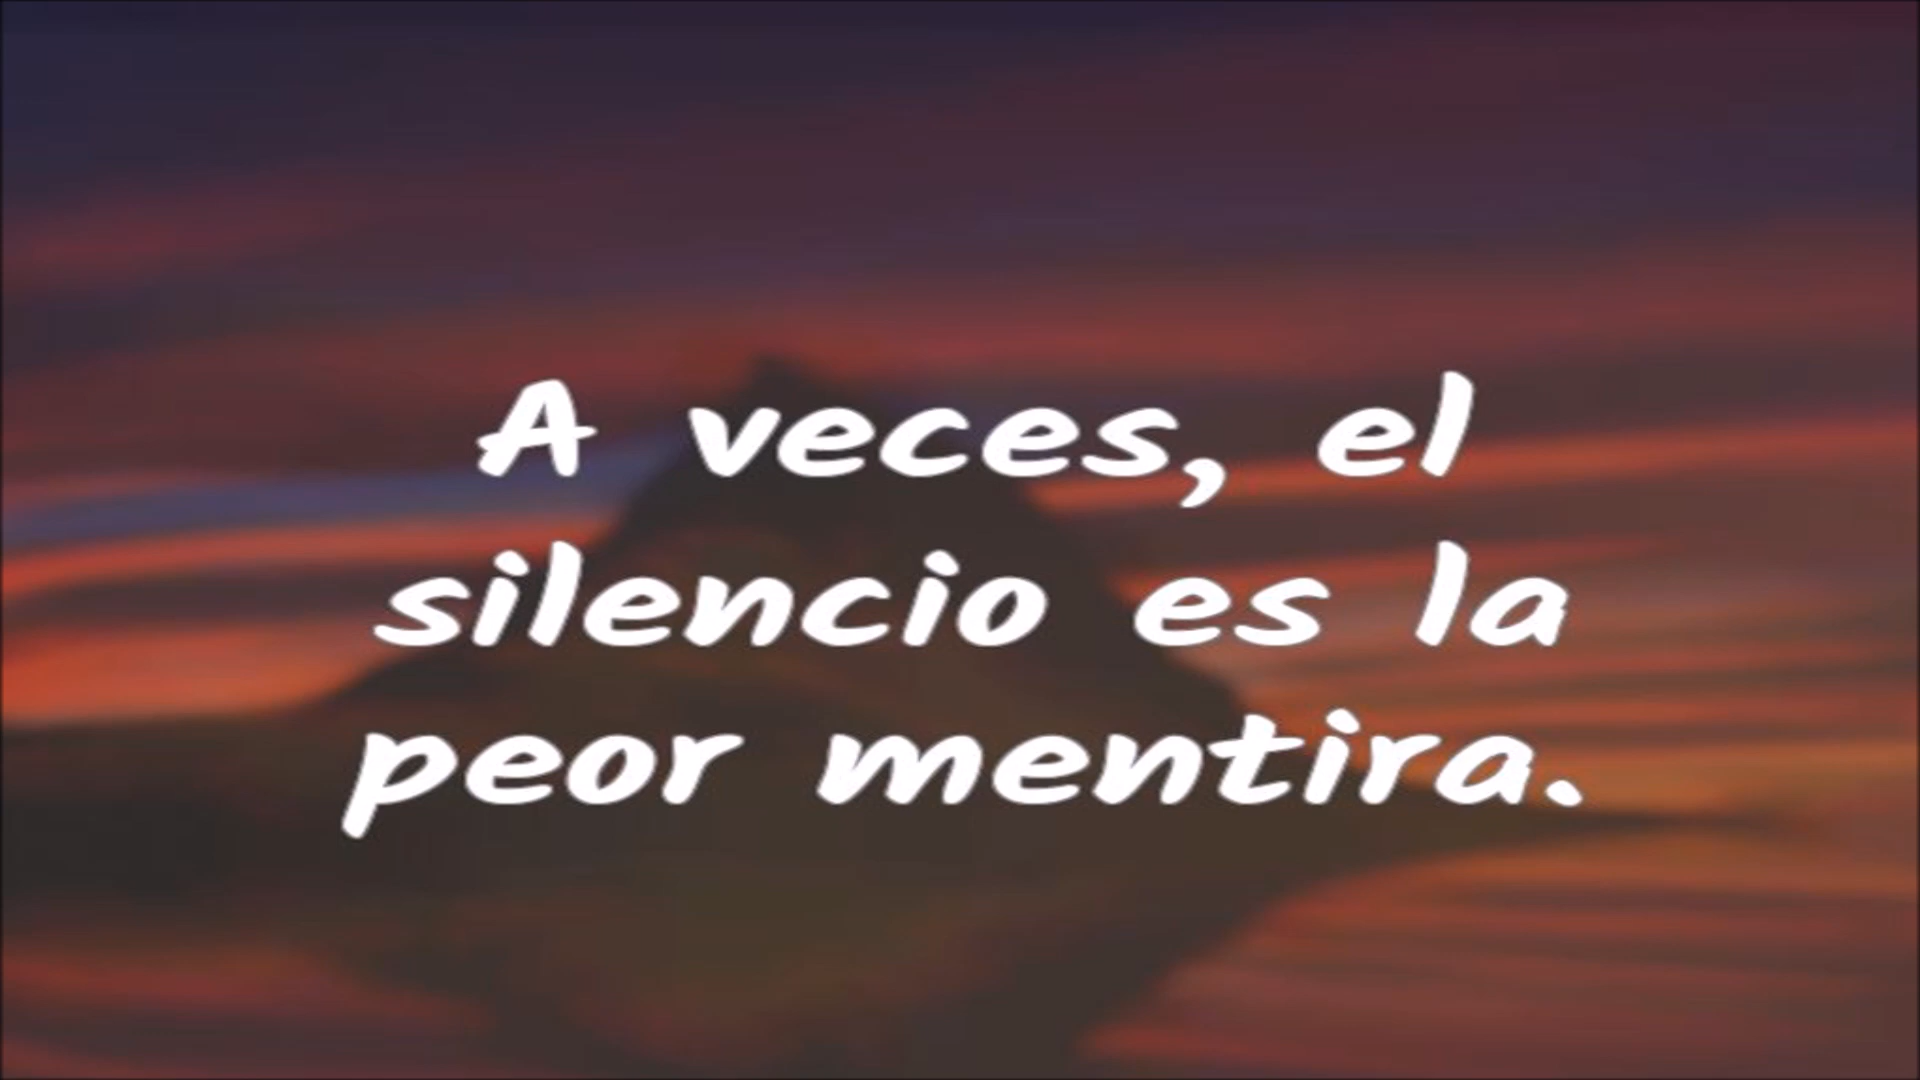 A veces, el
silencio es la
peor mentira.